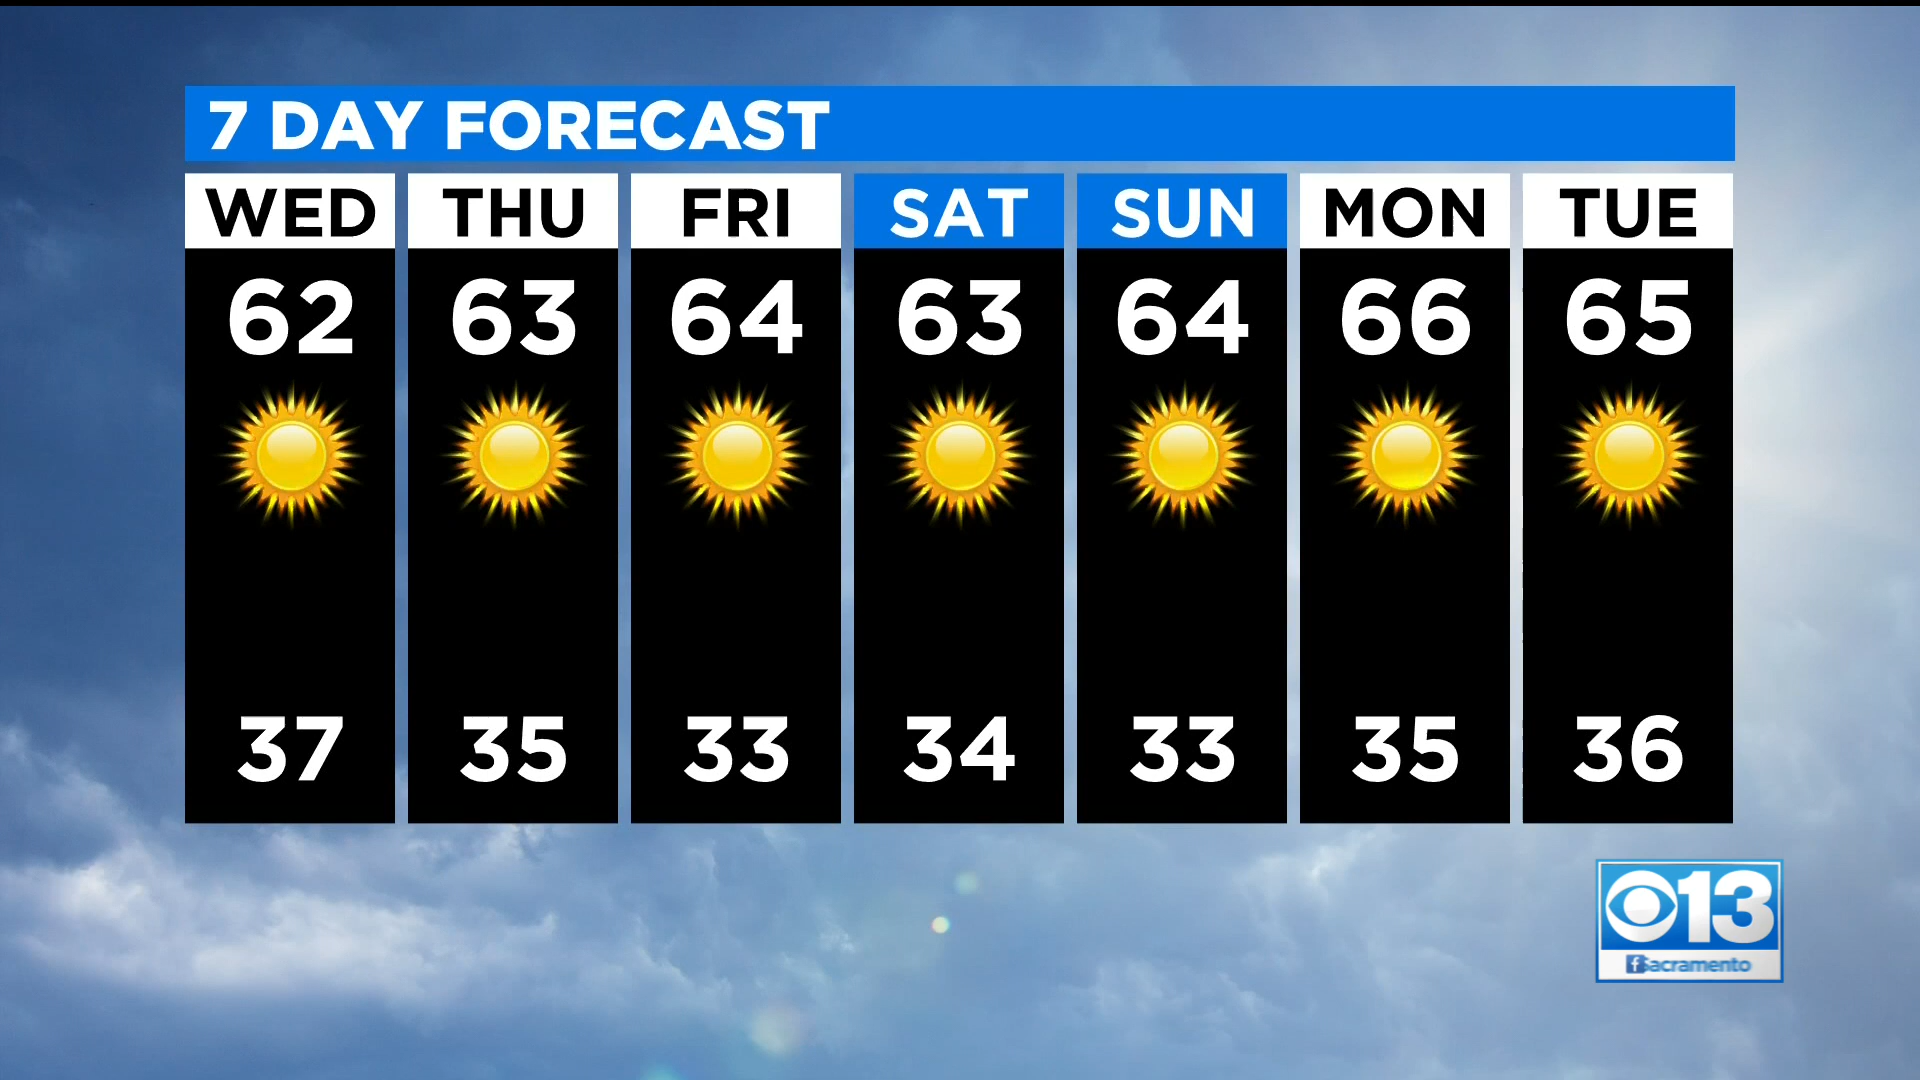 7 DAY FORECAST
WED THU FRI SAT SUN MON TUE
62 63 64 63 64 66 65
37 35 33 34 33 35 36
13
f Sacramento